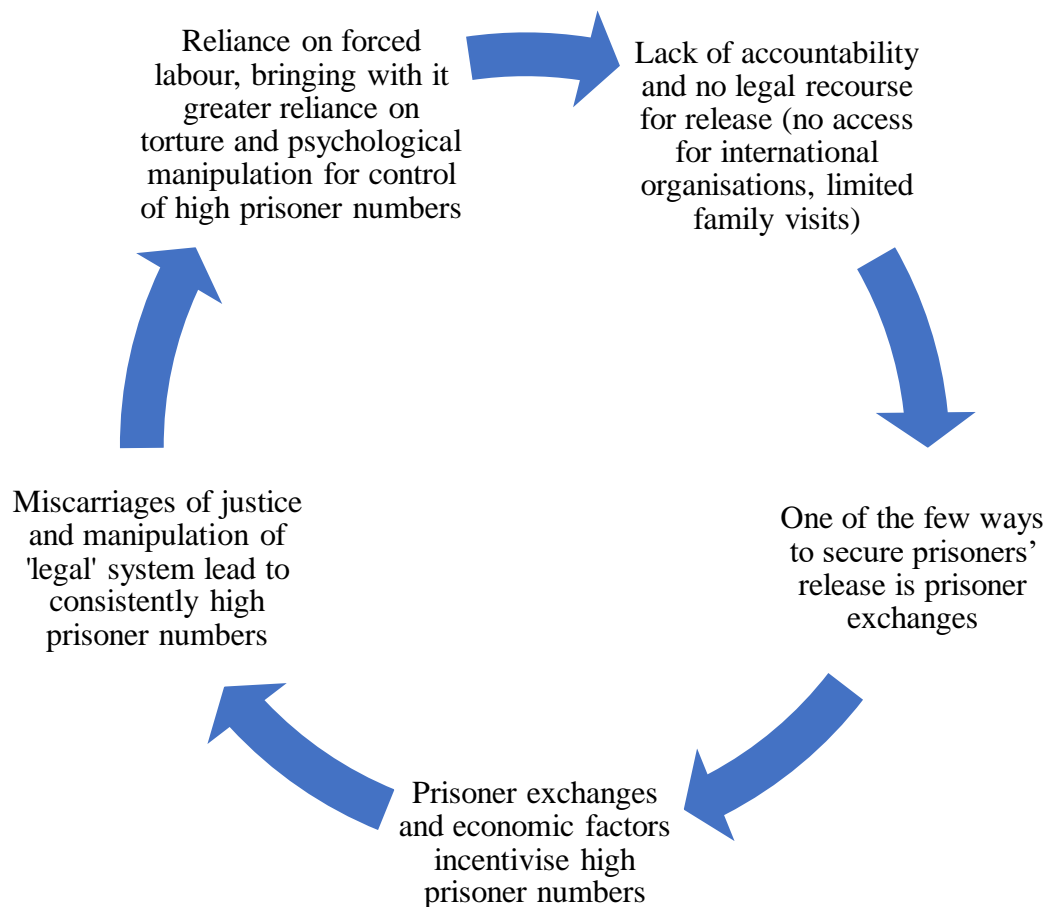 Reliance on forced
labour, bringing with it
greater reliance on
torture and psychological
manipulation for control
of high prisoner numbers
Lack of accountability
and no legal recourse
for release (no access
for international
organisations, limited
family visits)
One of the few ways
to secure prisoners’
release is prisoner
exchanges
Prisoner exchanges
and economic factors
incentivise high
prisoner numbers
Miscarriages of justice
and manipulation of
'legal' system lead to
consistently high
prisoner numbers